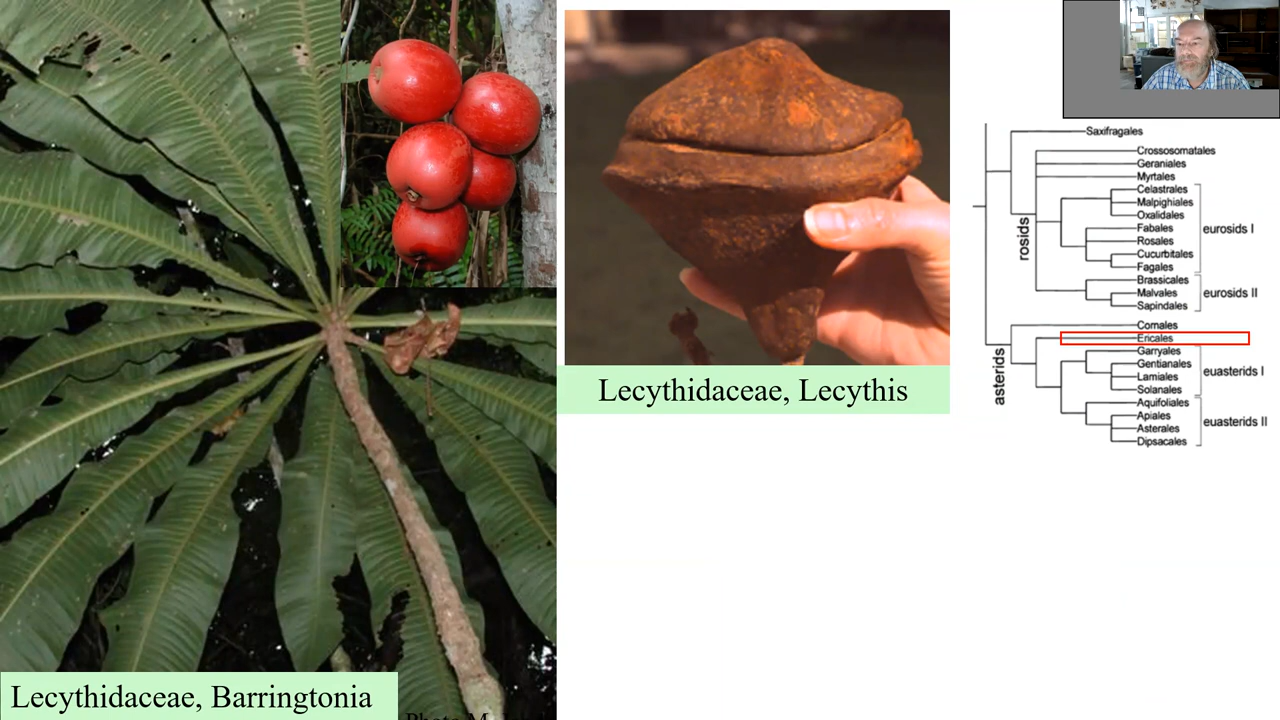 Lecythidaceae, Lecythis
Lecythidaceae, Barringtonia
Saxifragales
Crossosomatales
Geraniales
Myrtales
Celastrales
Malpighiales
Oxalidales
Fabales
Rosales
Cucurbitales
Fagales
Brassicales
Malvales
Sapindales
rosids
eurosids I
eurosids II
Cornales
Ericales
Garryales
Gentianales
Lamiales
Solanales
Aquifoliales
Apiales
Asterales
Dipsacales
asterids
euasterids I
euasterids II